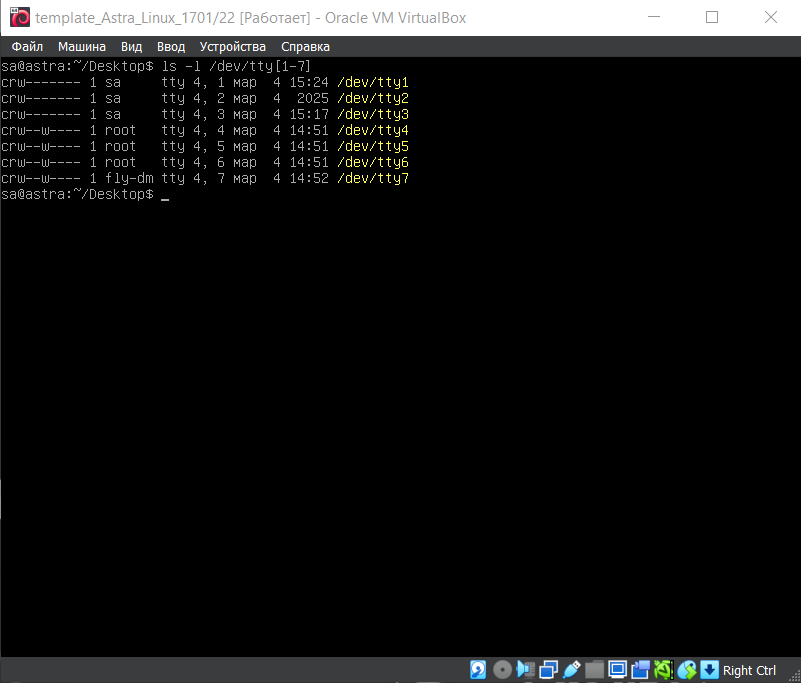 template_Astra_Linux_1701/22 [Работает] - Oracle VM VirtualBox
Файл Машина Вид Ввод Устройства Справка
sa@astra:~/Desktop$ ls -l /dev/tty[1-7]
crw------- 1 sa     tty 4, 1 мар  4 15:24 /dev/tty1
crw------- 1 sa     tty 4, 2 мар  4  2025 /dev/tty2
crw------- 1 sa     tty 4, 3 мар  4 15:17 /dev/tty3
crw--w---- 1 root   tty 4, 4 мар  4 14:51 /dev/tty4
crw--w---- 1 root   tty 4, 5 мар  4 14:51 /dev/tty5
crw--w---- 1 root   tty 4, 6 мар  4 14:51 /dev/tty6
crw--w---- 1 fly-dm tty 4, 7 мар  4 14:52 /dev/tty7
sa@astra:~/Desktop$ _
Right Ctrl